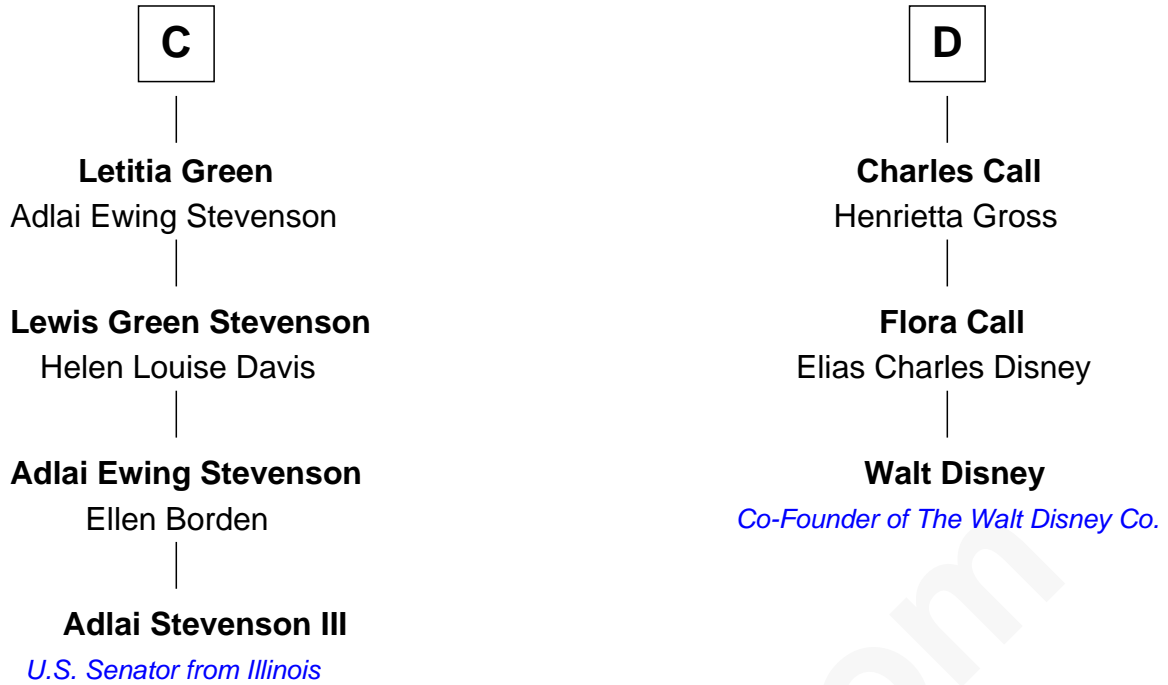 C
Letitia Green
Adlai Ewing Stevenson
Lewis Green Stevenson
Helen Louise Davis
Adlai Ewing Stevenson
Ellen Borden
Adlai Stevenson III
U.S. Senator from Illinois
D
Charles Call
Henrietta Gross
Flora Call
Elias Charles Disney
Walt Disney
Co-Founder of The Walt Disney Co.
om